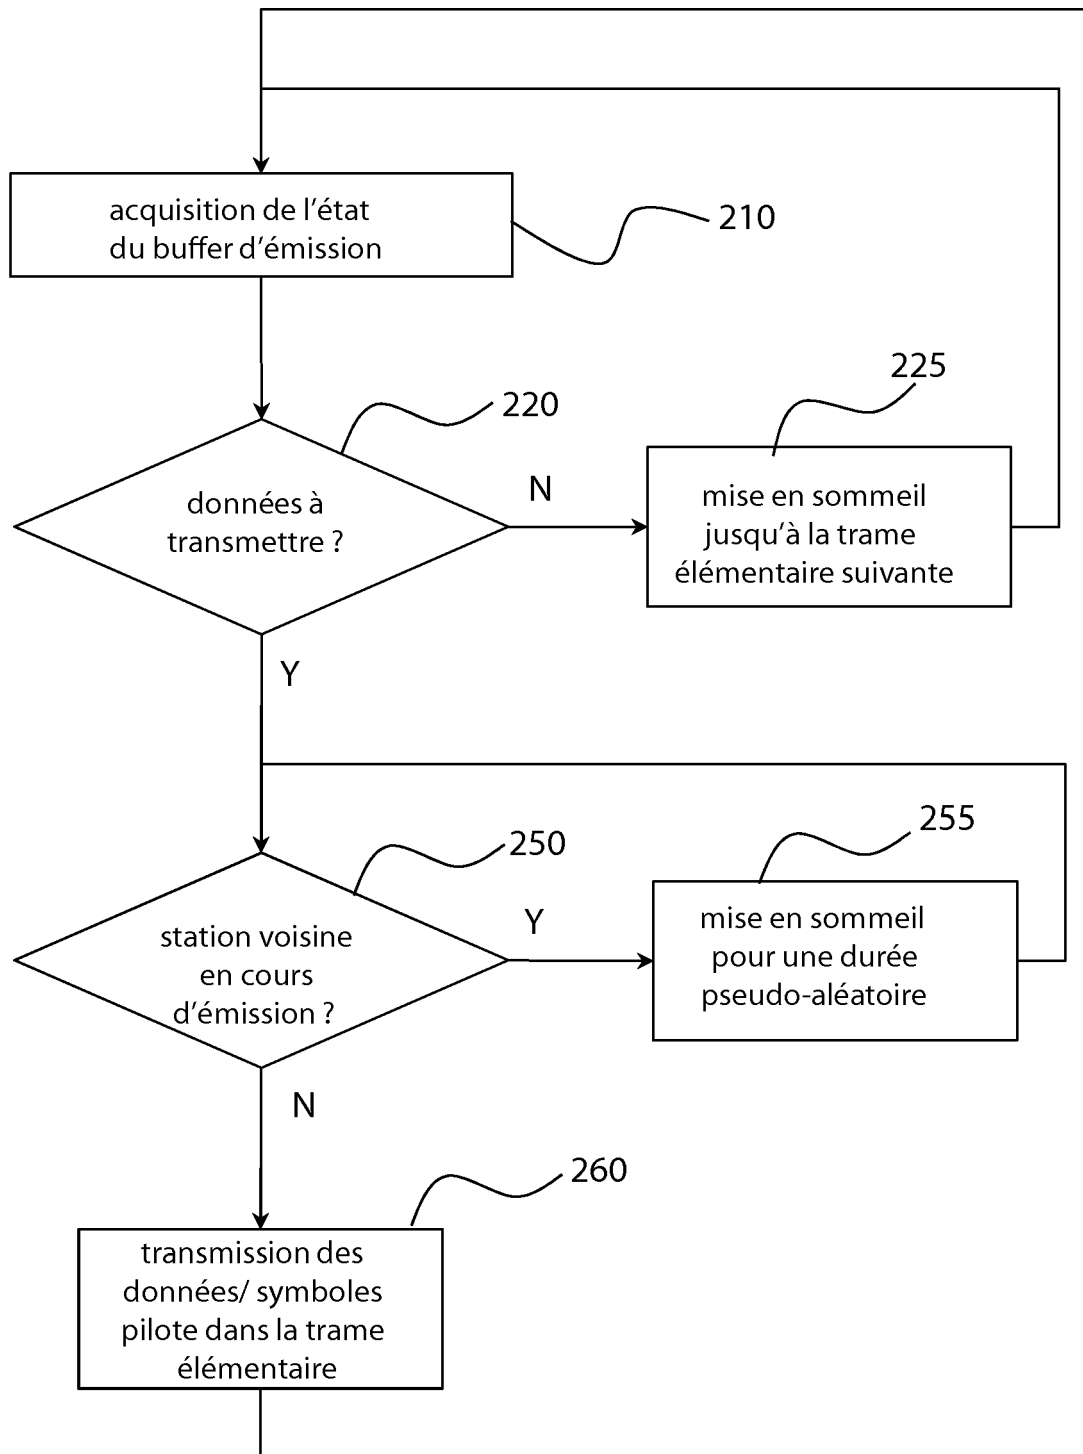 acquisition de l'état
du buffer d'émission
210
220
données à
transmettre ?
N
225
mise en sommeil
jusqu'à la trame
élémentaire suivante
Y
250
station voisine
en cours
d'émission ?
Y
255
mise en sommeil
pour une durée
pseudo-aléatoire
N
260
transmission des
données/ symboles
pilote dans la trame
élémentaire